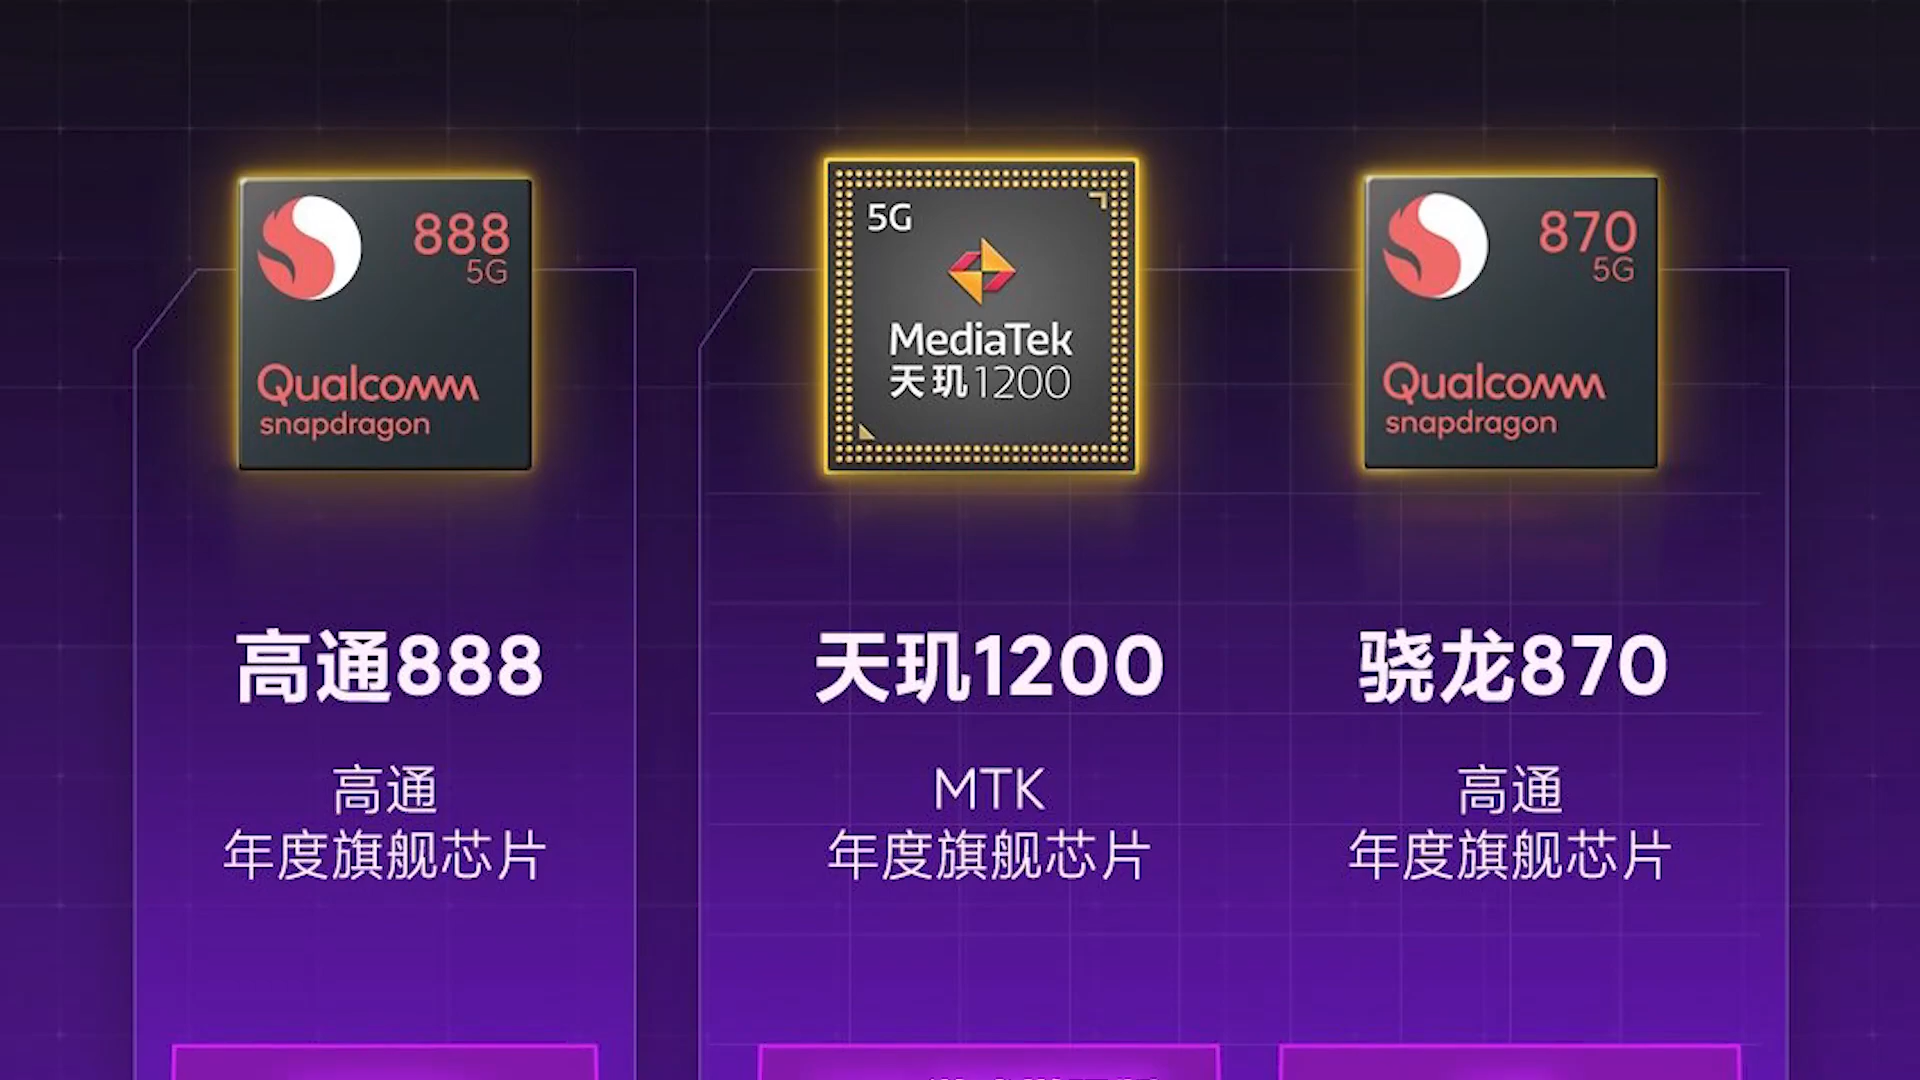 888
5G
Qualcomm
snapdragon
5G
MediaTek
天玑1200
870
5G
Qualcomm
snapdragon
高通888
天玑1200
骁龙870
高通
年度旗舰芯片
MTK
年度旗舰芯片
高通
年度旗舰芯片